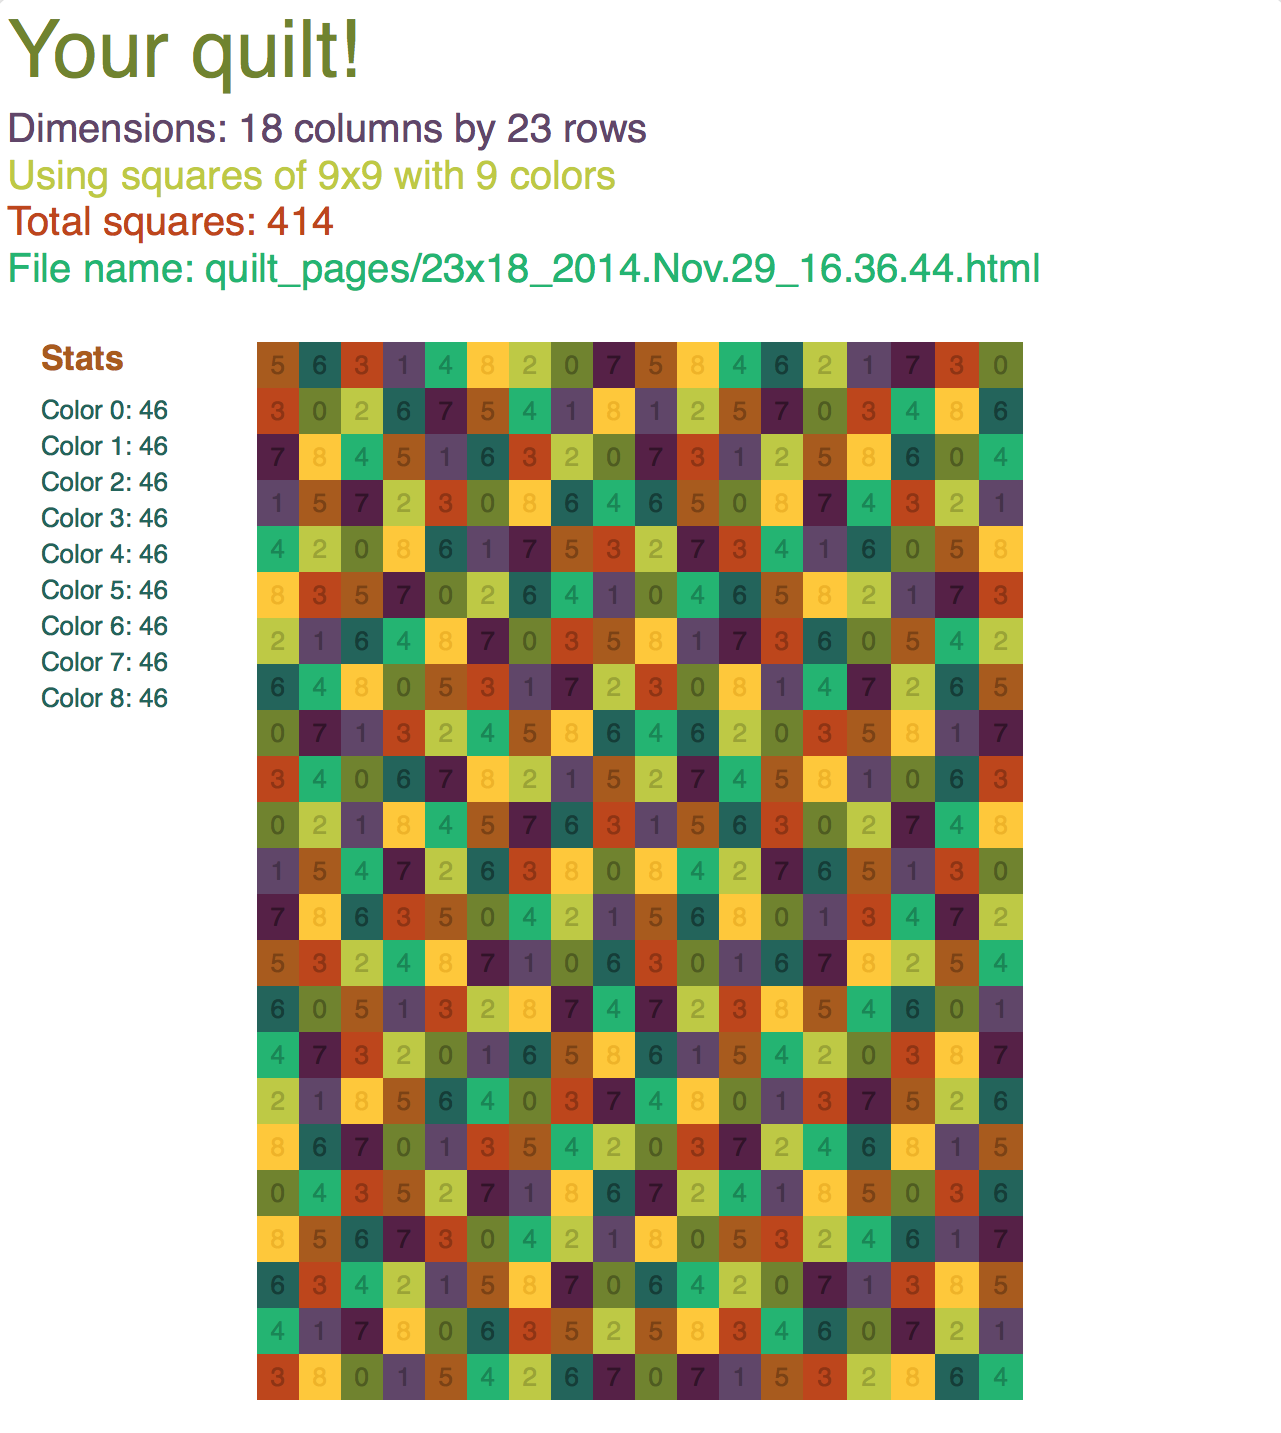 Your quilt!
Dimensions: 18 columns by 23 rows
Using squares of 9x9 with 9 colors
Total squares: 414
File name: quilt_pages/23x18_2014.Nov.29_16.36.44.html
Stats
Color 0: 46
Color 1: 46
Color 2: 46
Color 3: 46
Color 4: 46
Color 5: 46
Color 6: 46
Color 7: 46
Color 8: 46
5 6 3 1 4 8 2 0 7 5 8 4 6 2 1 7 3 0
3 0 2 6 7 5 4 1 8 1 2 5 7 0 3 4 8 6
7 8 4 5 1 6 3 2 0 7 3 1 2 5 8 6 0 4
1 5 7 2 3 0 8 6 4 6 5 0 8 7 4 3 2 1
4 2 0 8 6 1 7 5 3 2 7 3 4 1 6 0 5 8
8 3 5 7 0 2 6 4 1 0 4 6 5 8 2 1 7 3
2 1 6 4 8 7 0 3 5 8 1 7 3 6 0 5 4 2
6 4 8 0 5 3 1 7 2 3 0 8 1 4 7 2 6 5
0 7 1 3 2 4 5 8 6 4 6 2 0 3 5 8 1 7
3 4 0 6 7 8 2 1 5 2 7 4 5 8 1 0 6 3
0 2 1 8 4 5 7 6 3 1 5 6 3 0 2 7 4 8
1 5 4 7 2 6 3 8 0 8 4 2 7 6 5 1 3 0
7 8 6 3 5 0 4 2 1 5 6 8 0 1 3 4 7 2
5 3 2 4 8 7 1 0 6 3 0 1 6 7 8 2 5 4
6 0 5 1 3 2 8 7 4 7 2 3 8 5 4 6 0 1
4 7 3 2 0 1 6 5 8 6 1 5 4 2 0 3 8 7
2 1 8 5 6 4 0 3 7 4 8 0 1 3 7 5 2 6
8 6 7 0 1 3 5 4 2 0 3 7 2 4 6 8 1 5
0 4 3 5 2 7 1 8 6 7 2 4 1 8 5 0 3 6
8 5 6 7 3 0 4 2 1 8 0 5 3 2 4 6 1 7
6 3 4 2 1 5 8 7 0 6 4 2 0 7 1 3 8 5
4 1 7 8 0 6 3 5 2 5 8 3 4 6 0 7 2 1
3 8 0 1 5 4 2 6 7 0 7 1 5 3 2 8 6 4